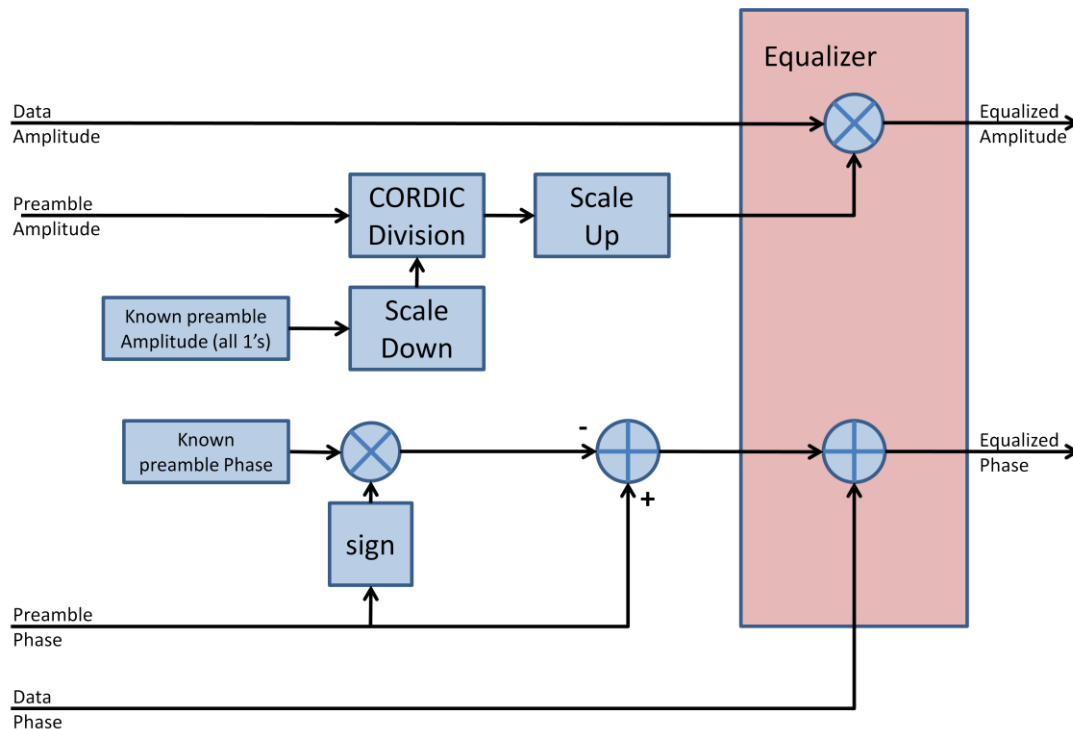 Equalizer
Data
Amplitude
Equalized
Amplitude
Preamble
Amplitude
CORDIC
Division
Scale
Up
Known preamble
Amplitude (all 1's)
Scale
Down
Known
preamble Phase
-
+
Equalized
Phase
sign
Preamble
Phase
Data
Phase